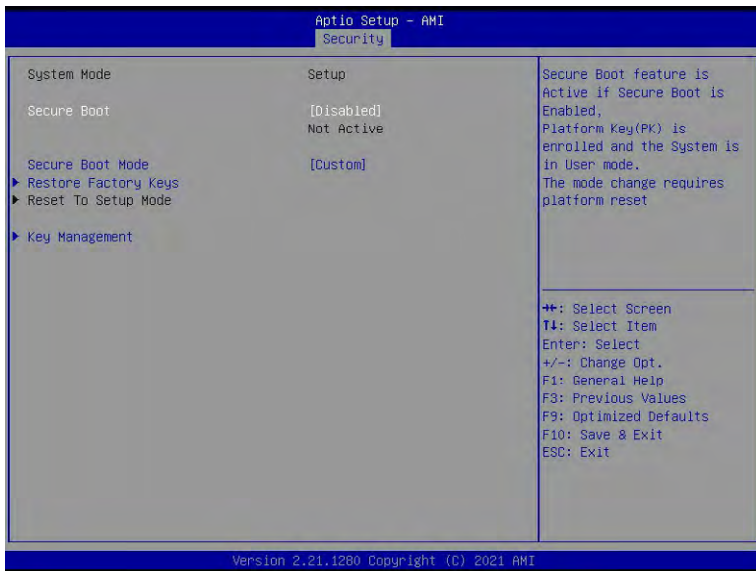 Aptio Setup - AMI
Security
System Mode Setup
Secure Boot [Disabled]
Not Active
Secure Boot Mode [Custom]
▶ Restore Factory Keys
▶ Reset To Setup Mode
▶ Key Management
Secure Boot feature is
Active if Secure Boot is
Enabled,
Platform Key(PK) is
enrolled and the System is
in User mode.
The mode change requires
platform reset
→←: Select Screen
↑↓: Select Item
Enter: Select
+/-: Change Opt.
F1: General Help
F3: Previous Values
F9: Optimized Defaults
F10: Save & Exit
ESC: Exit
Version 2.21.1280 Copyright (C) 2021 AMI